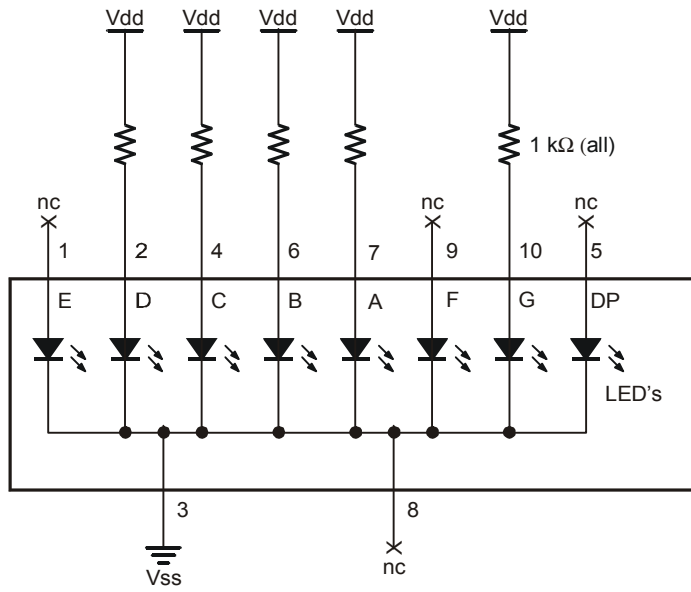 Vdd Vdd Vdd Vdd Vdd
1 kΩ (all)
nc nc nc
1 2 4 6 7 9 10 5
E D C B A F G DP
LED's
3 8
Vss nc